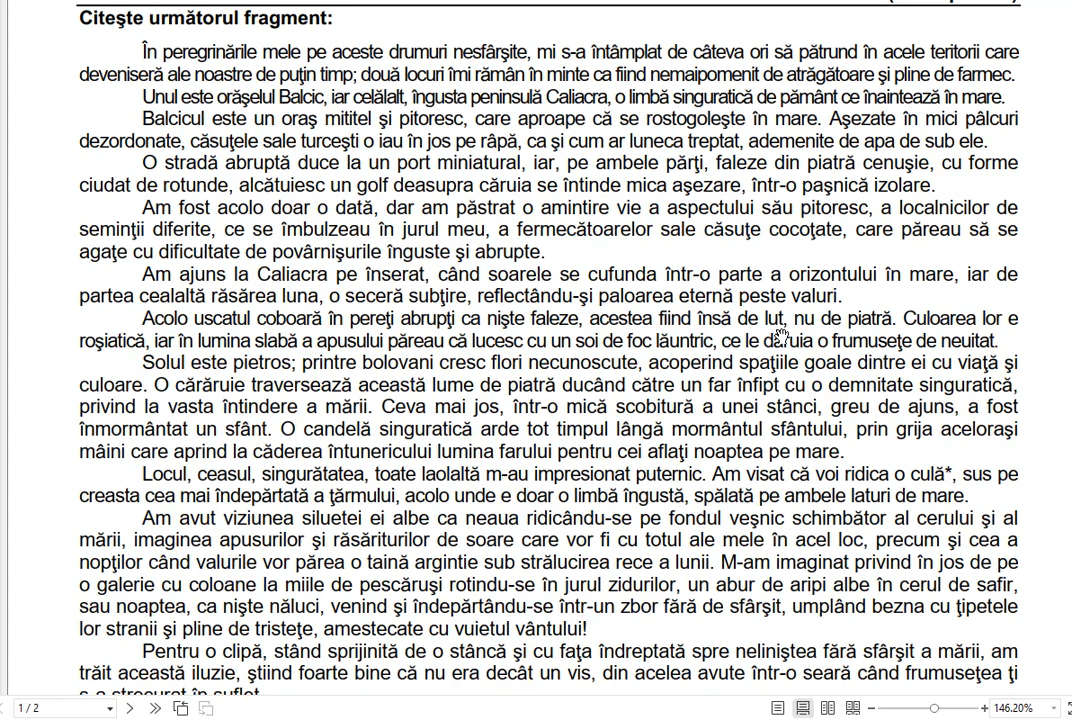 Citeşte următorul fragment:
În peregrinările mele pe aceste drumuri nesfârşite, mi s-a întâmplat de câteva ori să pătrund în acele teritorii care
deveniseră ale noastre de puţin timp; două locuri îmi rămân în minte ca fiind nemaipomenit de atrăgătoare şi pline de farmec.
Unul este orăşelul Balcic, iar celălalt, îngusta peninsulă Caliacra, o limbă singuratică de pământ ce înaintează în mare.
Balcicul este un oraş mititel şi pitoresc, care aproape că se rostogoleşte în mare. Aşezate în mici pâlcuri
dezordonate, căsuţele sale turceşti o iau în jos pe râpă, ca şi cum ar luneca treptat, ademenite de apa de sub ele.
O stradă abruptă duce la un port miniatural, iar, pe ambele părţi, faleze din piatră cenuşie, cu forme
ciudat de rotunde, alcătuiesc un golf deasupra căruia se întinde mica aşezare, într-o paşnică izolare.
Am fost acolo doar o dată, dar am păstrat o amintire vie a aspectului său pitoresc, a localnicilor de
seminţii diferite, ce se îmbulzeau în jurul meu, a fermecătoarelor sale căsuţe cocoţate, care păreau să se
agaţe cu dificultate de povârnişurile înguste şi abrupte.
Am ajuns la Caliacra pe înserat, când soarele se cufunda într-o parte a orizontului în mare, iar de
partea cealaltă răsărea luna, o seceră subţire, reflectându-şi paloarea eternă peste valuri.
Acolo uscatul coboară în pereţi abrupţi ca nişte faleze, acestea fiind însă de lut, nu de piatră. Culoarea lor e
roşiatică, iar în lumina slabă a apusului păreau că lucesc cu un soi de foc lăuntric, ce le dăruia o frumuseţe de neuitat.
Solul este pietros; printre bolovani cresc flori necunoscute, acoperind spaţiile goale dintre ei cu viaţă şi
culoare. O cărăruie traversează această lume de piatră ducând către un far înfipt cu o demnitate singuratică,
privind la vasta întindere a mării. Ceva mai jos, într-o mică scobitură a unei stânci, greu de ajuns, a fost
înmormântat un sfânt. O candelă singuratică arde tot timpul lângă mormântul sfântului, prin grija aceloraşi
mâini care aprind la căderea întunericului lumina farului pentru cei aflaţi noaptea pe mare.
Locul, ceasul, singurătatea, toate laolaltă m-au impresionat puternic. Am visat că voi ridica o culă*, sus pe
creasta cea mai îndepărtată a ţărmului, acolo unde e doar o limbă îngustă, spălată pe ambele laturi de mare.
Am avut viziunea siluetei ei albe ca neaua ridicându-se pe fondul veşnic schimbător al cerului şi al
mării, imaginea apusurilor şi răsăriturilor de soare care vor fi cu totul ale mele în acel loc, precum şi cea a
nopţilor când valurile vor părea o taină argintie sub strălucirea rece a lunii. M-am imaginat privind în jos de pe
o galerie cu coloane la miile de pescăruşi rotindu-se în jurul zidurilor, un abur de aripi albe în cerul de safir,
sau noaptea, ca nişte năluci, venind şi îndepărtându-se într-un zbor fără de sfârşit, umplând bezna cu ţipetele
lor stranii şi pline de tristeţe, amestecate cu vuietul vântului!
Pentru o clipă, stând sprijinită de o stâncă şi cu faţa îndreptată spre neliniştea fără sfârşit a mării, am
trăit această iluzie, ştiind foarte bine că nu era decât un vis, din acelea avute într-o seară când frumuseţea ţi
s-a strecurat în suflet.
1 / 2
146.20%